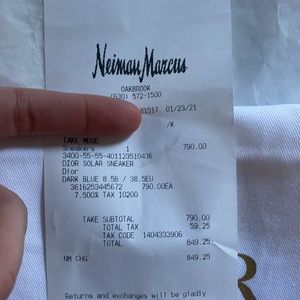 Neiman Marcus
OAKBROOK
(630) 572-1500
81517 01/23/21
/K
TAKE MDSE
Sneakers 1 790.00
3400-55-55-401123510436
DIOR SOLAR SNEAKER
Dior
DARK BLUE 8.5B / 38.5EU
3616253445672 790.00EA
7.500% TAX 10200
TAKE SUBTOTAL 790.00
TOTAL TAX 59.25
TAX CODE 1404333906
TOTAL 849.25
NM CHG 849.25
Returns and exchanges will be gladly